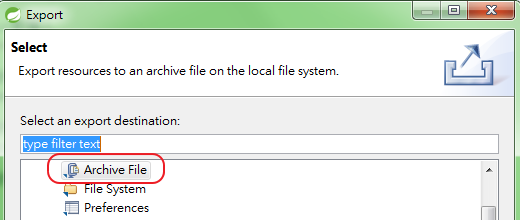 Export
Select
Export resources to an archive file on the local file system.
Select an export destination:
type filter text
Archive File
File System
Preferences